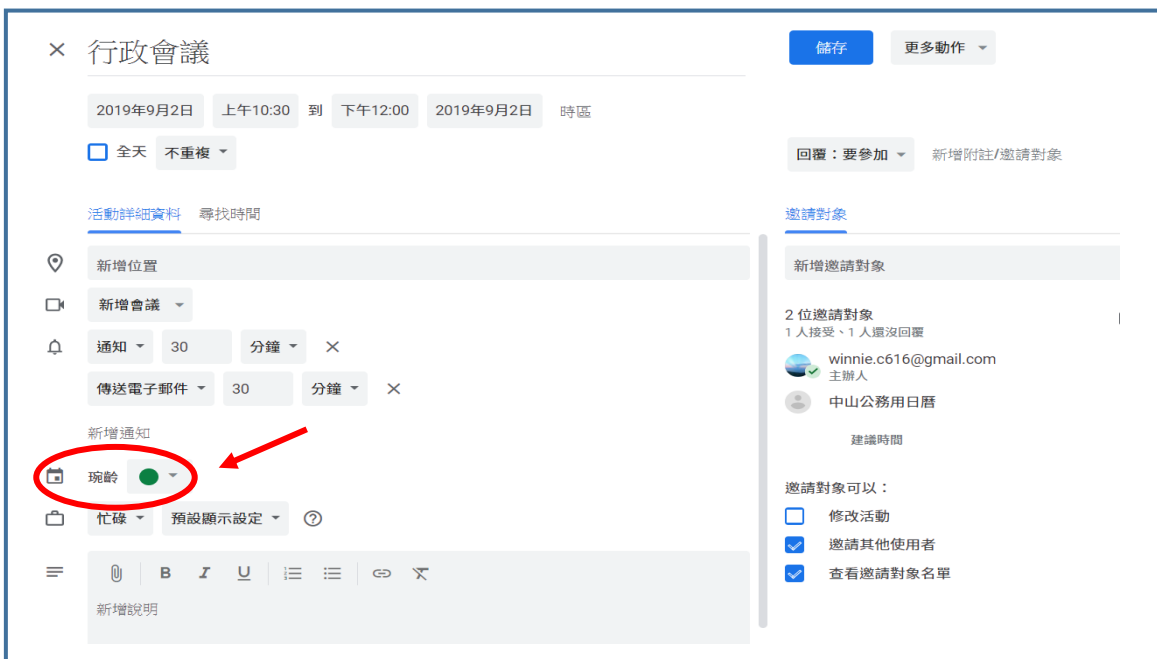 行政會議
儲存 更多動作
2019年9月2日 上午10:30 到 下午12:00 2019年9月2日 時區
全天 不重複
回覆：要參加 新增附註/邀請對象
活動詳細資料 尋找時間
新增位置
新增會議
通知 30 分鐘
傳送電子郵件 30 分鐘
新增通知
琬齡
忙碌 預設顯示設定
B I U
新增說明
邀請對象
新增邀請對象
2 位邀請對象
1 人接受、1 人還沒回覆
winnie.c616@gmail.com
主辦人
中山公務用日曆
建議時間
邀請對象可以：
修改活動
邀請其他使用者
查看邀請對象名單